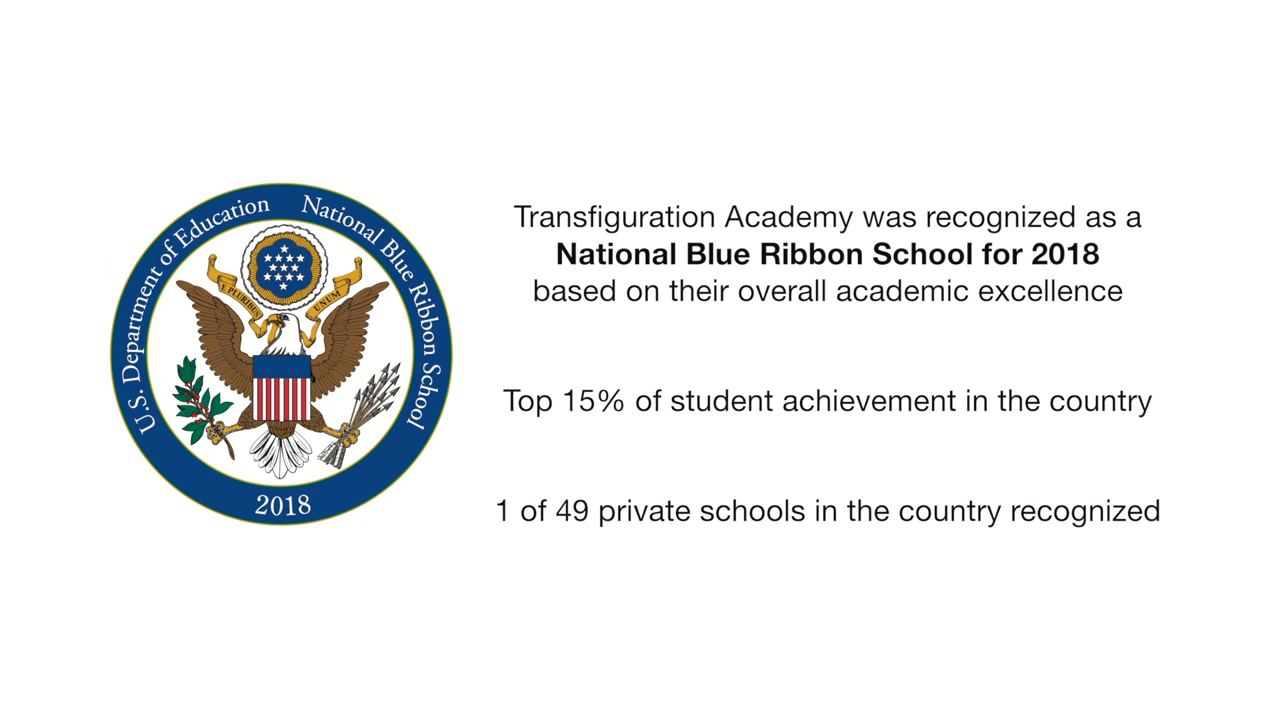 U.S. Department of Education National Blue Ribbon School
E PLURIBUS UNUM
2018
Transfiguration Academy was recognized as a
National Blue Ribbon School for 2018
based on their overall academic excellence
Top 15% of student achievement in the country
1 of 49 private schools in the country recognized